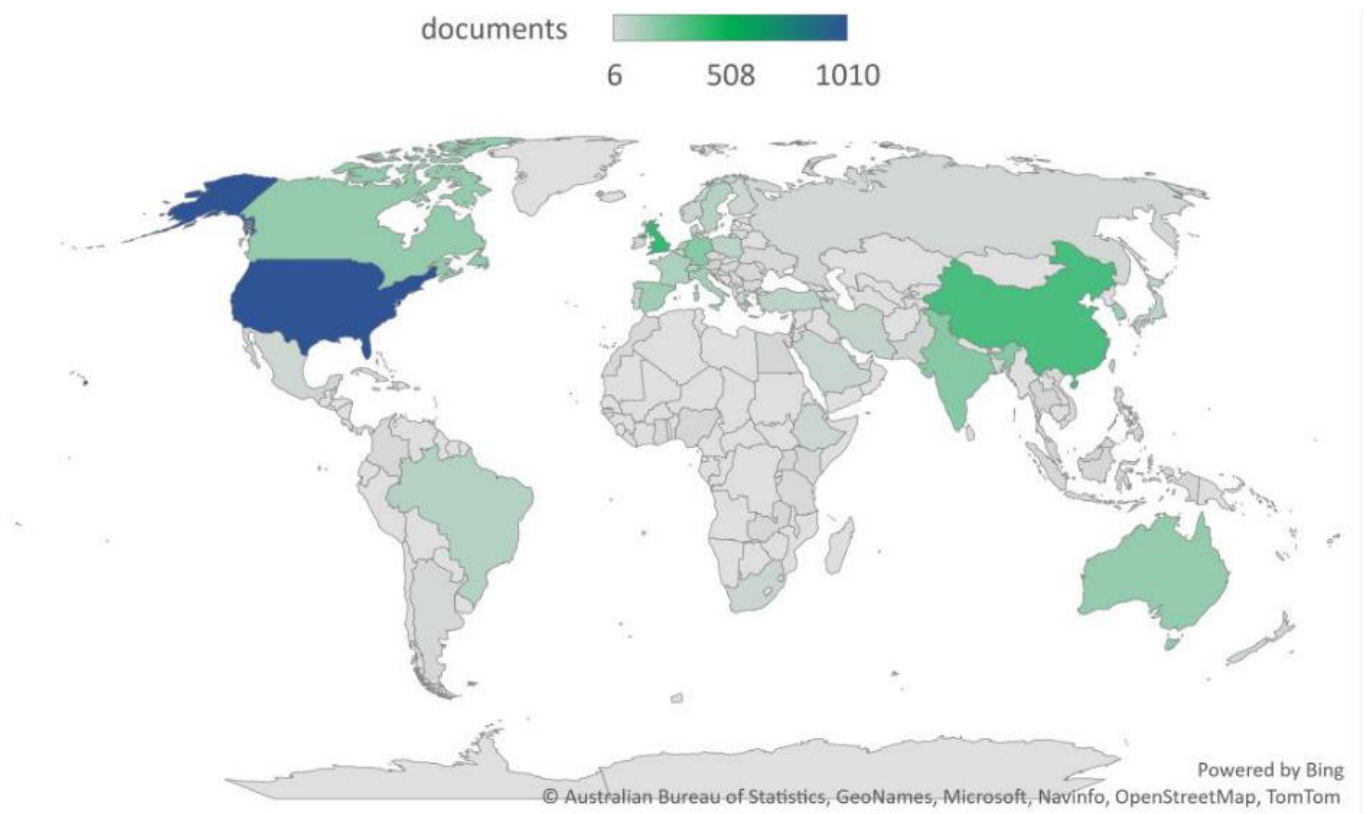 documents
6 508 1010
Powered by Bing
© Australian Bureau of Statistics, GeoNames, Microsoft, Navinfo, OpenStreetMap, TomTom